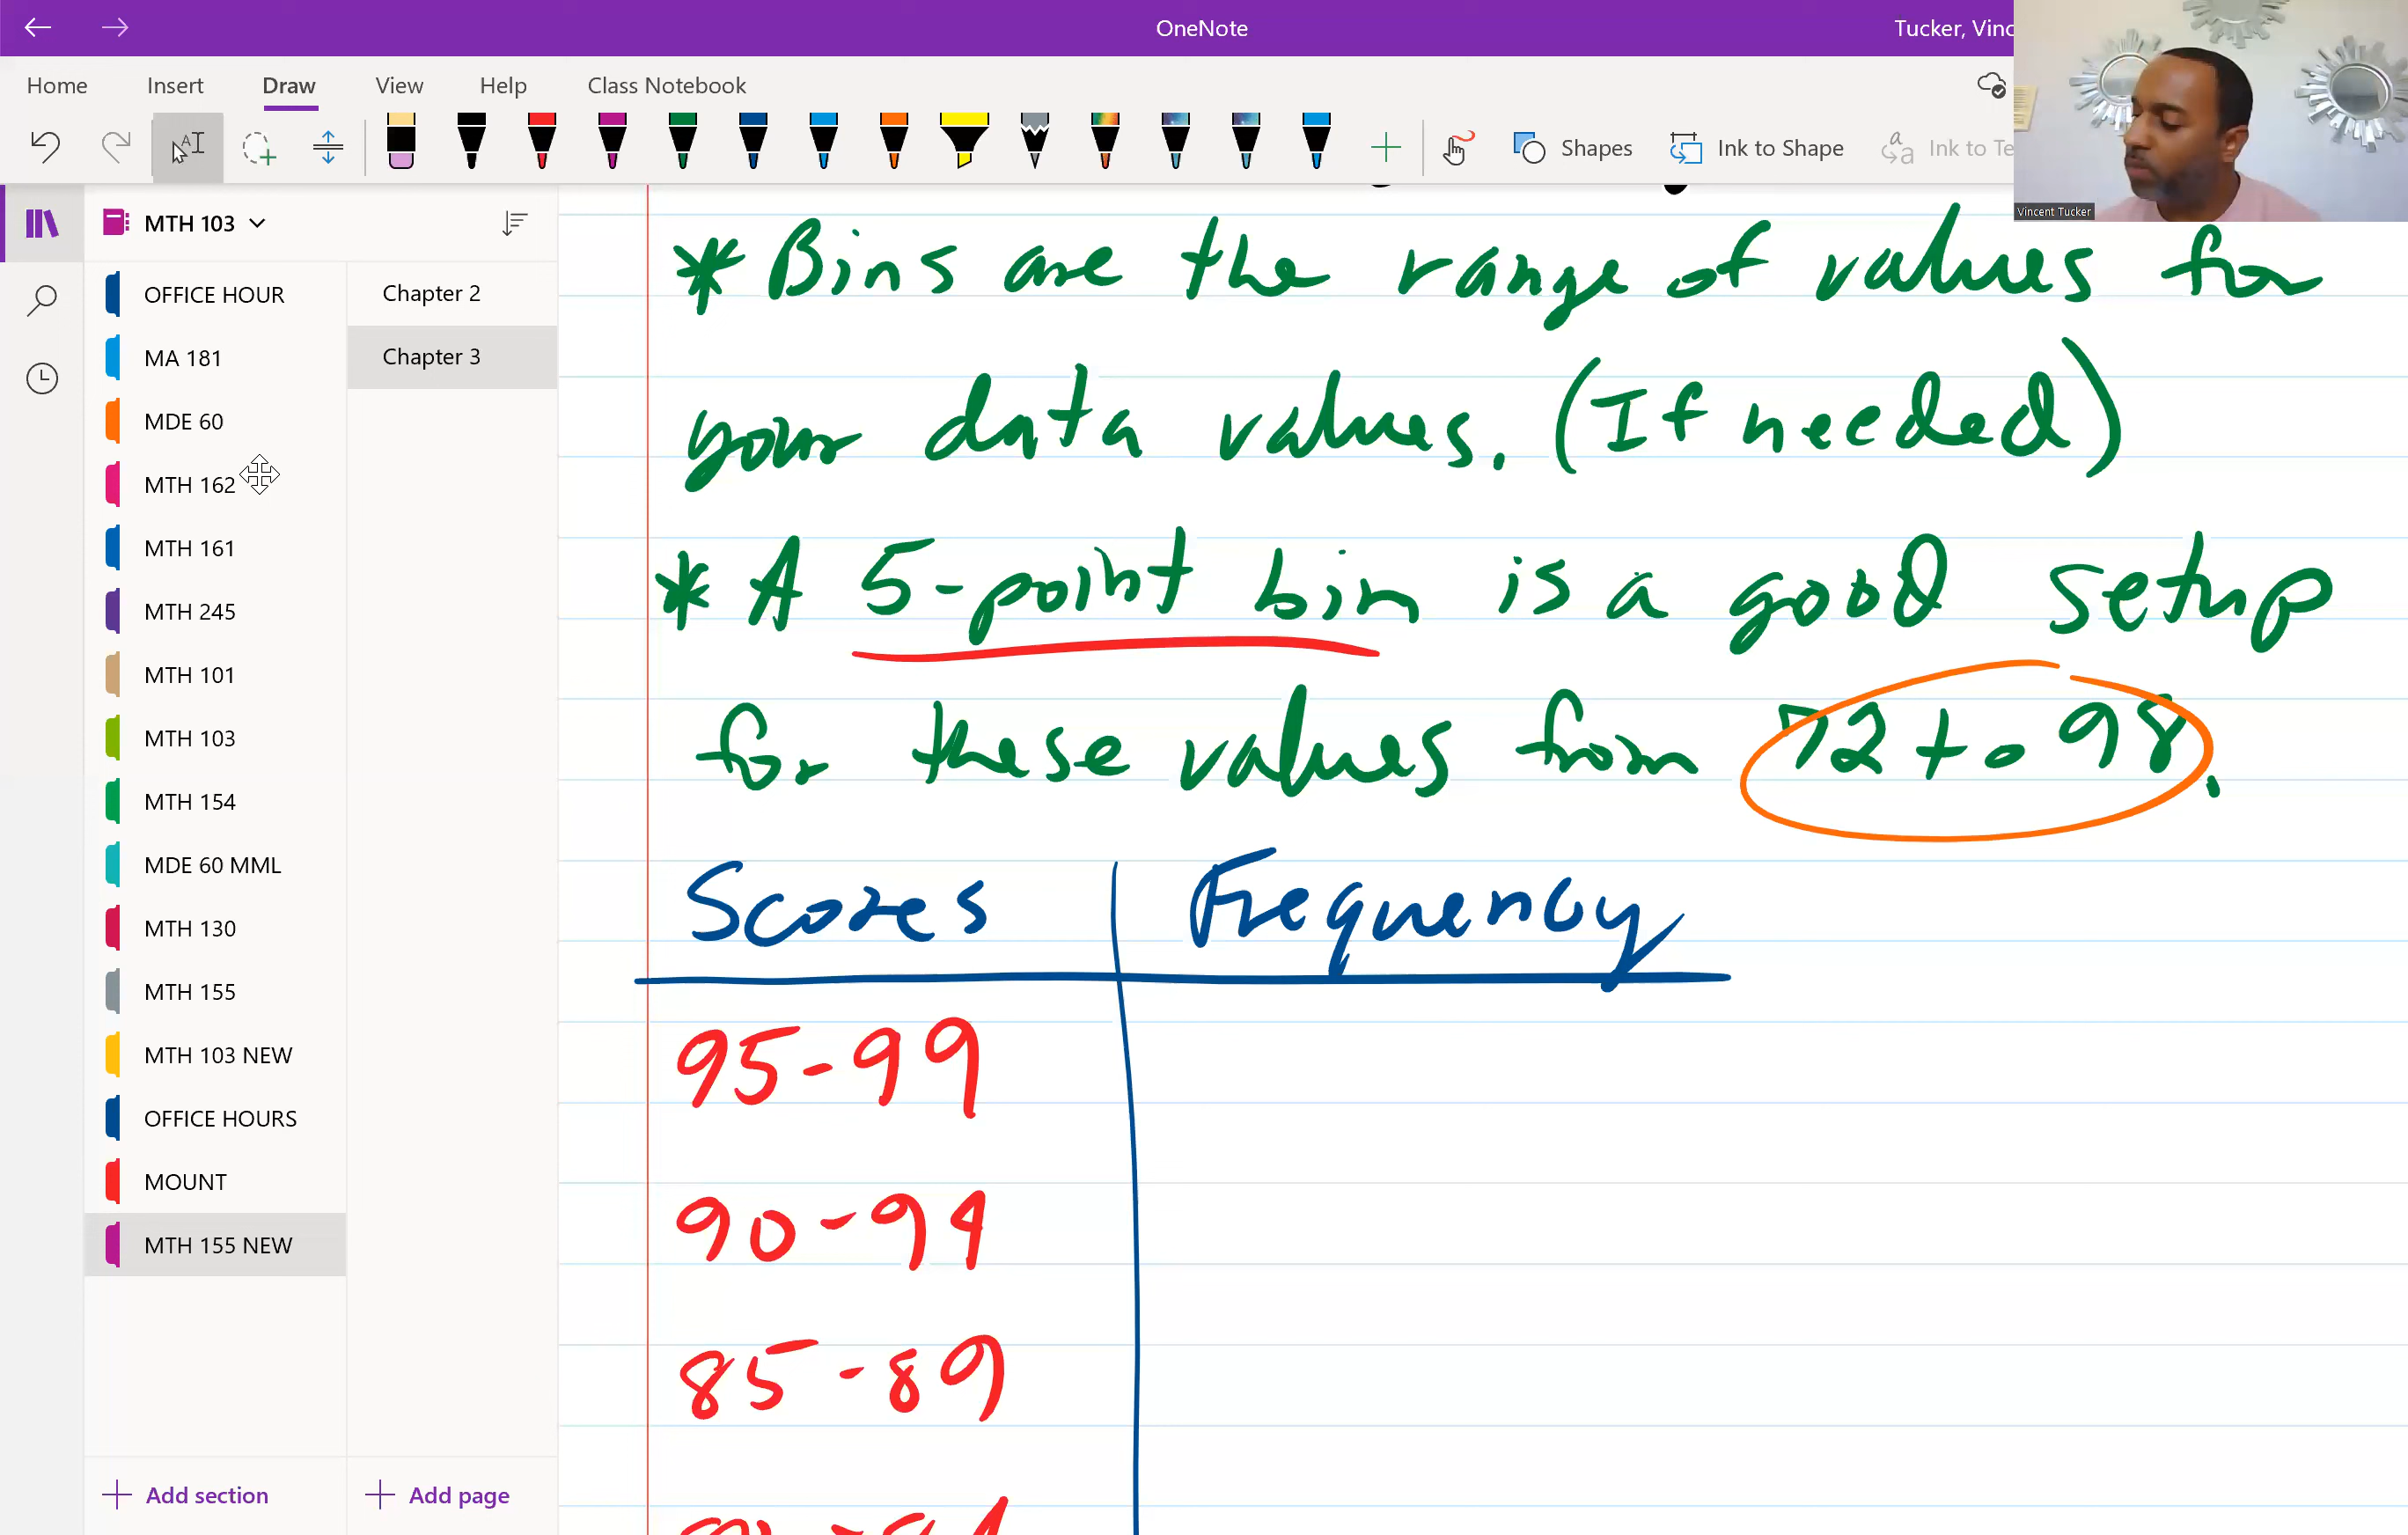 OneNote
Tucker, Vinc
Home Insert Draw View Help Class Notebook
Shapes Ink to Shape Ink to Te
Vincent Tucker
MTH 103
OFFICE HOUR
MA 181
MDE 60
MTH 162
MTH 161
MTH 245
MTH 101
MTH 103
MTH 154
MDE 60 MML
MTH 130
MTH 155
MTH 103 NEW
OFFICE HOURS
MOUNT
MTH 155 NEW
Add section
Chapter 2
Chapter 3
Add page
* Bins are the range of values for
your data values. (If needed)
* A 5-point bin is a good setup
for these values from 72 to 98.
Scores Frequency
95-99
90-94
85-89